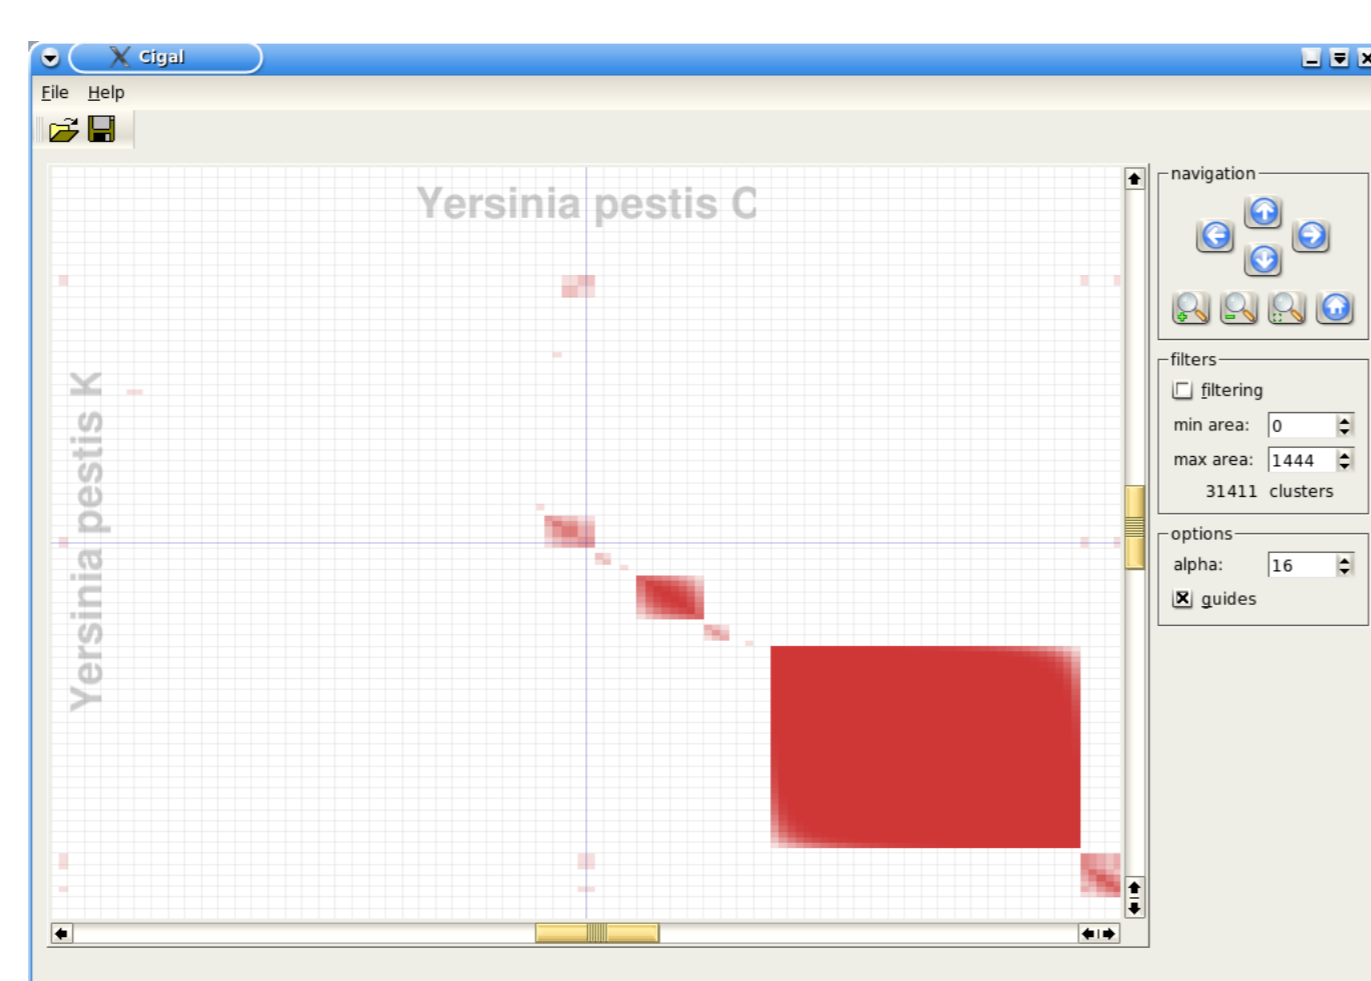 Cigal
File Help
Yersinia pestis C
Yersinia pestis K
navigation
filters
filtering
min area: 0
max area: 1444
31411 clusters
options
alpha: 16
guides